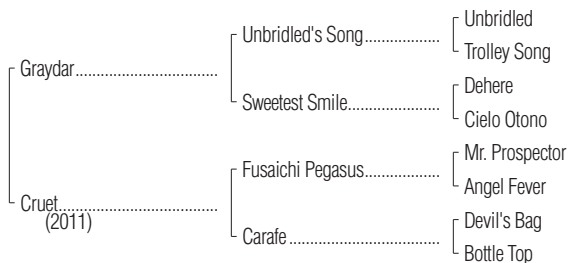 Unbridled
Unbridled's Song..................
Trolley Song
Graydar..................................
Dehere
Sweetest Smile......................
Cielo Otono
Mr. Prospector
Fusaichi Pegasus..................
Angel Fever
Cruet......................................
(2011)
Devil's Bag
Carafe....................................
Bottle Top